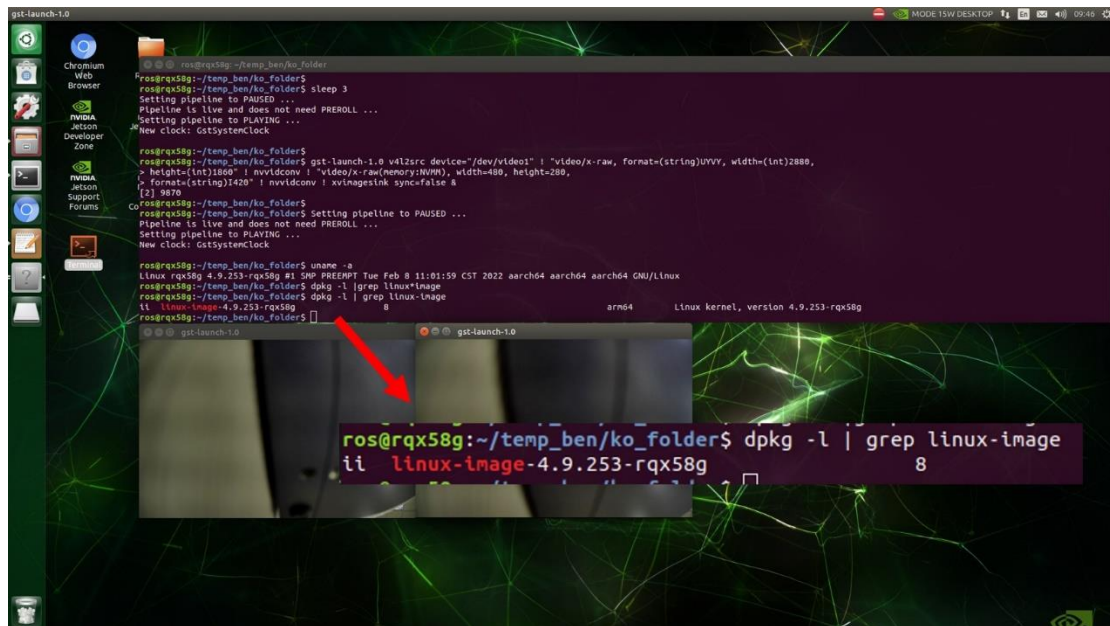 gst-launch-1.0
MODE 15W DESKTOP
En
09:46
Chromium
Web
Browser
NVIDIA
Jetson
Developer
Zone
NVIDIA
Jetson
Support
Forums
Terminal
ros@rqx58g: ~/temp_ben/ko_folder
ros@rqx58g:~/temp_ben/ko_folder$
ros@rqx58g:~/temp_ben/ko_folder$ sleep 3
Setting pipeline to PAUSED ...
Pipeline is live and does not need PREROLL ...
Setting pipeline to PLAYING ...
New clock: GstSystemClock
ros@rqx58g:~/temp_ben/ko_folder$
ros@rqx58g:~/temp_ben/ko_folder$ gst-launch-1.0 v4l2src device="/dev/video1" ! "video/x-raw, format=(string)UYVY, width=(int)2880,
> height=(int)1860" ! nvvidconv ! "video/x-raw(memory:NVMM), width=480, height=280,
> format=(string)I420" ! nvvidconv ! xvimagesink sync=false &
[2] 9870
ros@rqx58g:~/temp_ben/ko_folder$
ros@rqx58g:~/temp_ben/ko_folder$ Setting pipeline to PAUSED ...
Pipeline is live and does not need PREROLL ...
Setting pipeline to PLAYING ...
New clock: GstSystemClock
ros@rqx58g:~/temp_ben/ko_folder$ uname -a
Linux rqx58g 4.9.253-rqx58g #1 SMP PREEMPT Tue Feb 8 11:01:59 CST 2022 aarch64 aarch64 aarch64 GNU/Linux
ros@rqx58g:~/temp_ben/ko_folder$ dpkg -l |grep linux*image
ros@rqx58g:~/temp_ben/ko_folder$ dpkg -l | grep linux-image
ii linux-image-4.9.253-rqx58g 8 arm64 Linux kernel, version 4.9.253-rqx58g
ros@rqx58g:~/temp_ben/ko_folder$
gst-launch-1.0
gst-launch-1.0
ros@rqx58g:~/temp_ben/ko_folder$ dpkg -l | grep linux-image
ii linux-image-4.9.253-rqx58g 8